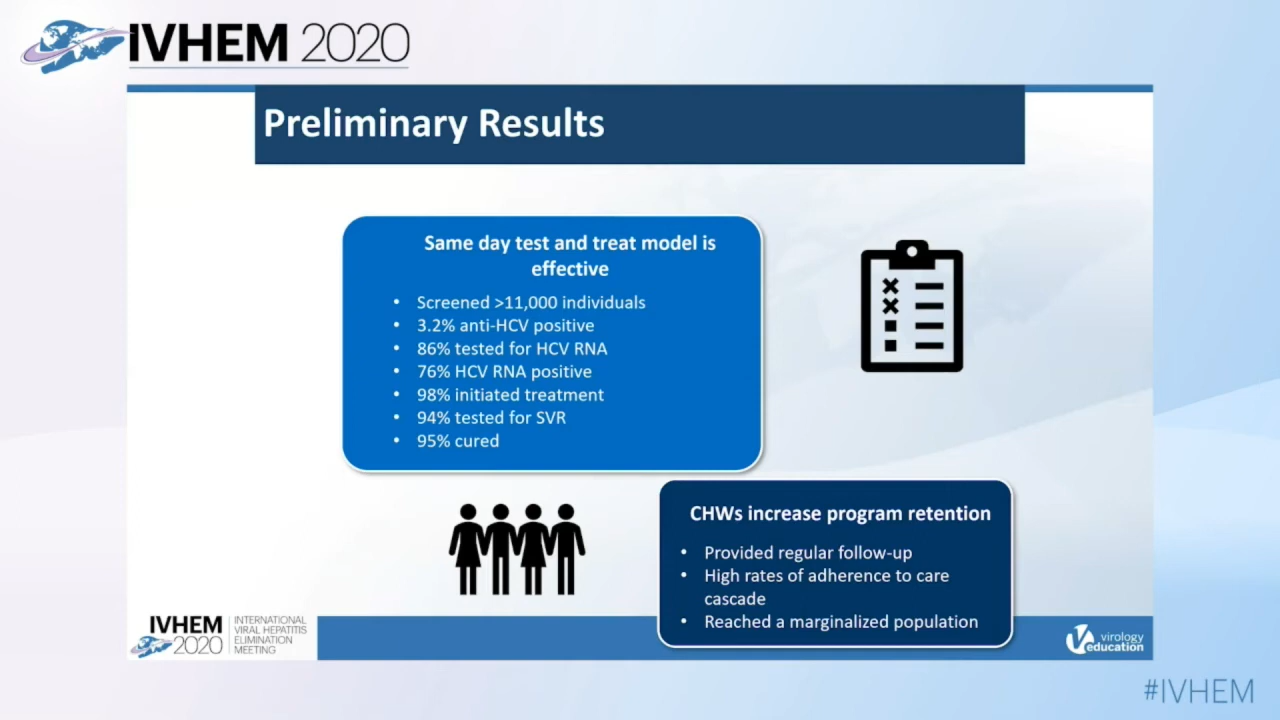 IVHEM 2020
Preliminary Results
Same day test and treat model is
effective
• Screened >11,000 individuals
• 3.2% anti-HCV positive
• 86% tested for HCV RNA
• 76% HCV RNA positive
• 98% initiated treatment
• 94% tested for SVR
• 95% cured
CHWs increase program retention
• Provided regular follow-up
• High rates of adherence to care
cascade
• Reached a marginalized population
IVHEM
2020
INTERNATIONAL
VIRAL HEPATITIS
ELIMINATION
MEETING
virology
education
#IVHEM